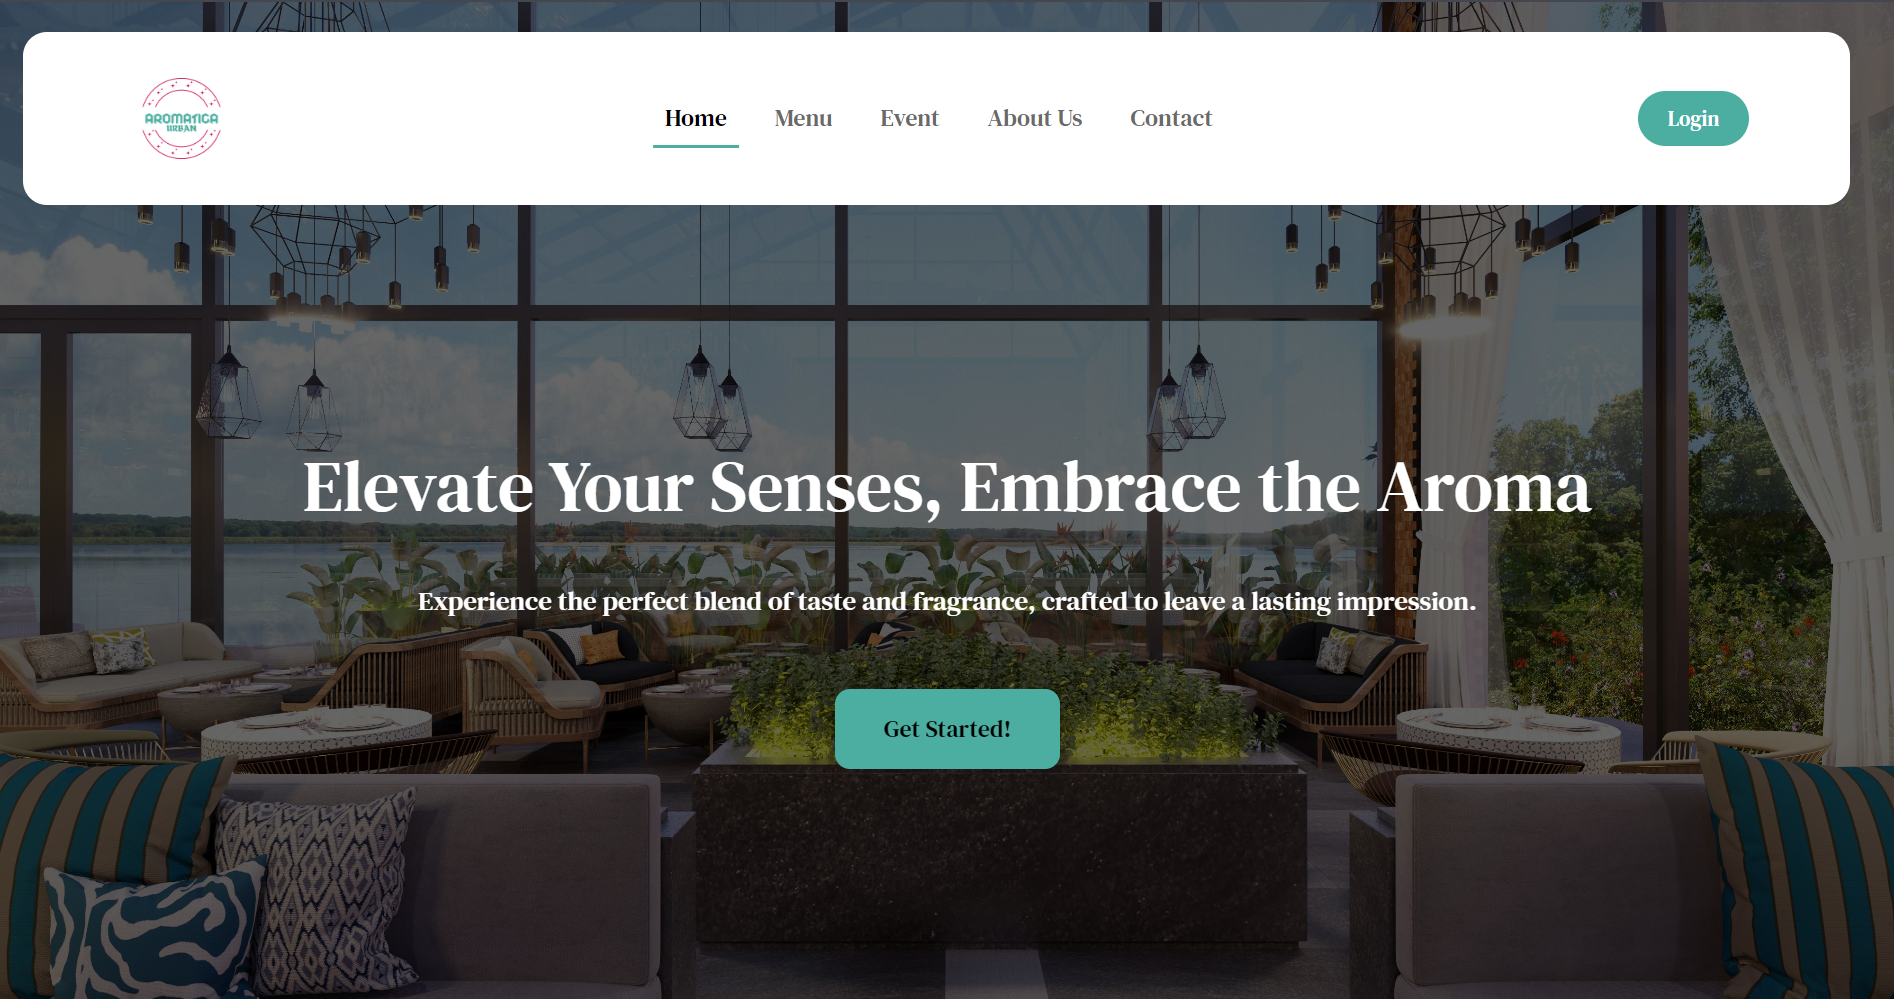 AROMATICA
URBAN
Home Menu Event About Us Contact
Login
Elevate Your Senses, Embrace the Aroma
Experience the perfect blend of taste and fragrance, crafted to leave a lasting impression.
Get Started!